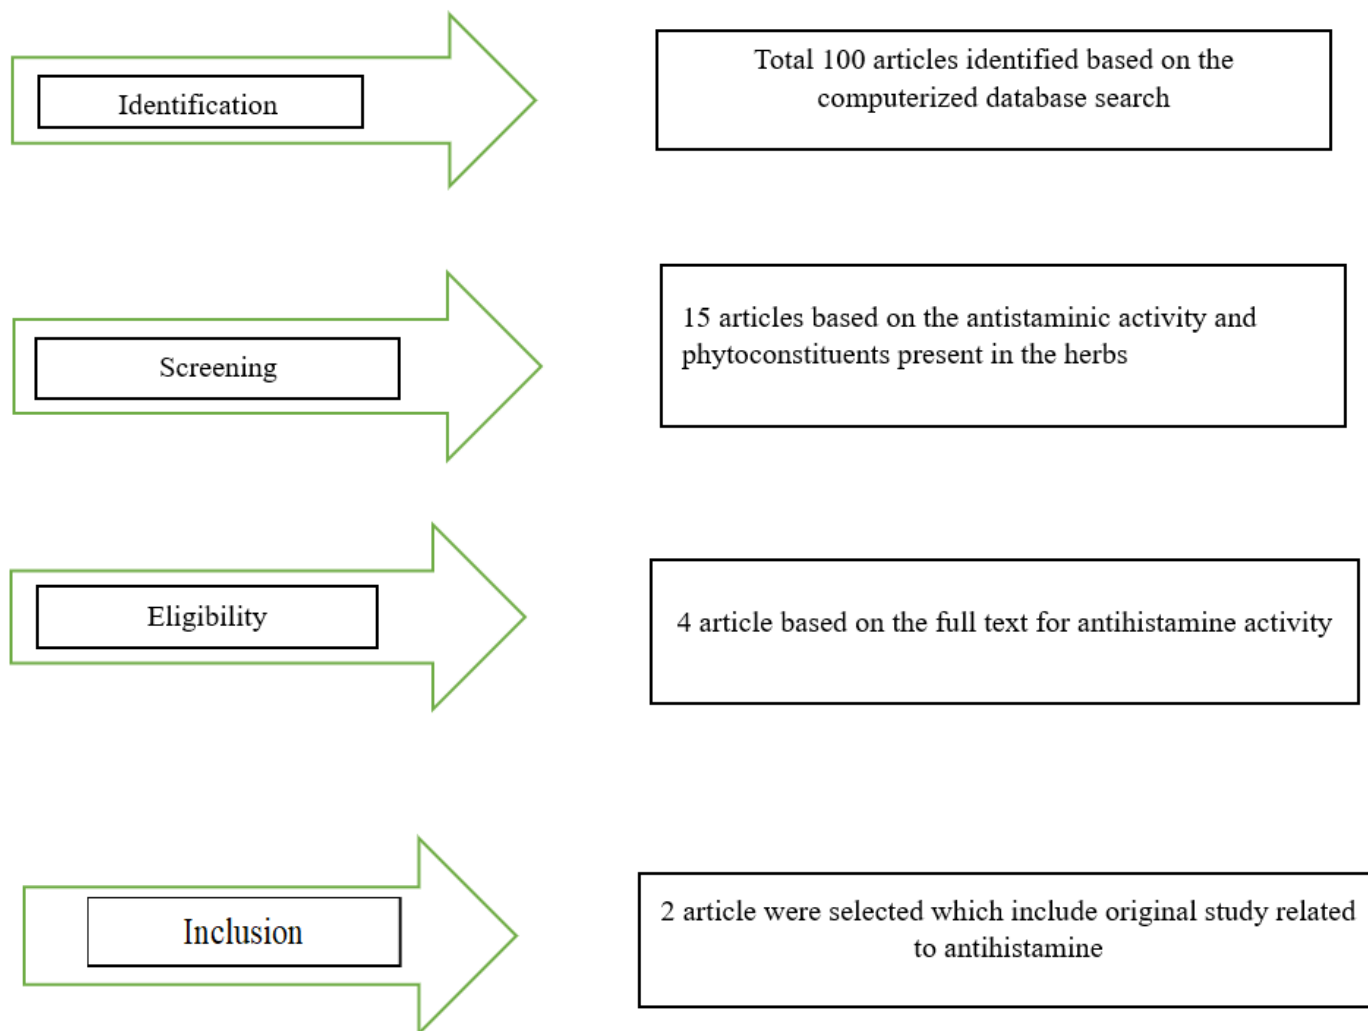 Identification
Total 100 articles identified based on the
computerized database search
Screening
15 articles based on the antistaminic activity and
phytoconstituents present in the herbs
Eligibility
4 article based on the full text for antihistamine activity
Inclusion
2 article were selected which include original study related
to antihistamine